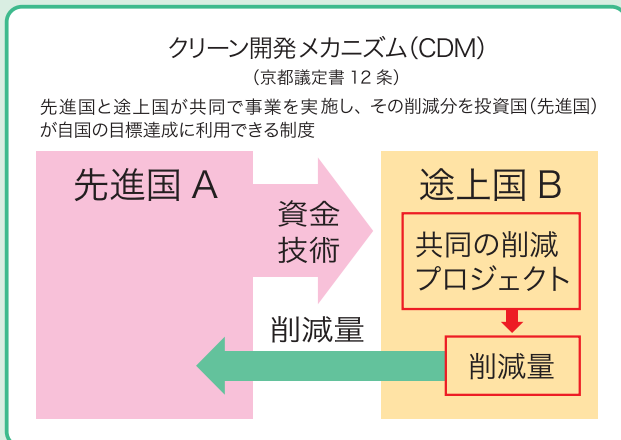 クリーン開発メカニズム(CDM)
(京都議定書 12 条)
先進国と途上国が共同で事業を実施し、その削減分を投資国(先進国)
が自国の目標達成に利用できる制度
先進国 A
資金
技術
途上国 B
共同の削減
プロジェクト
削減量
削減量